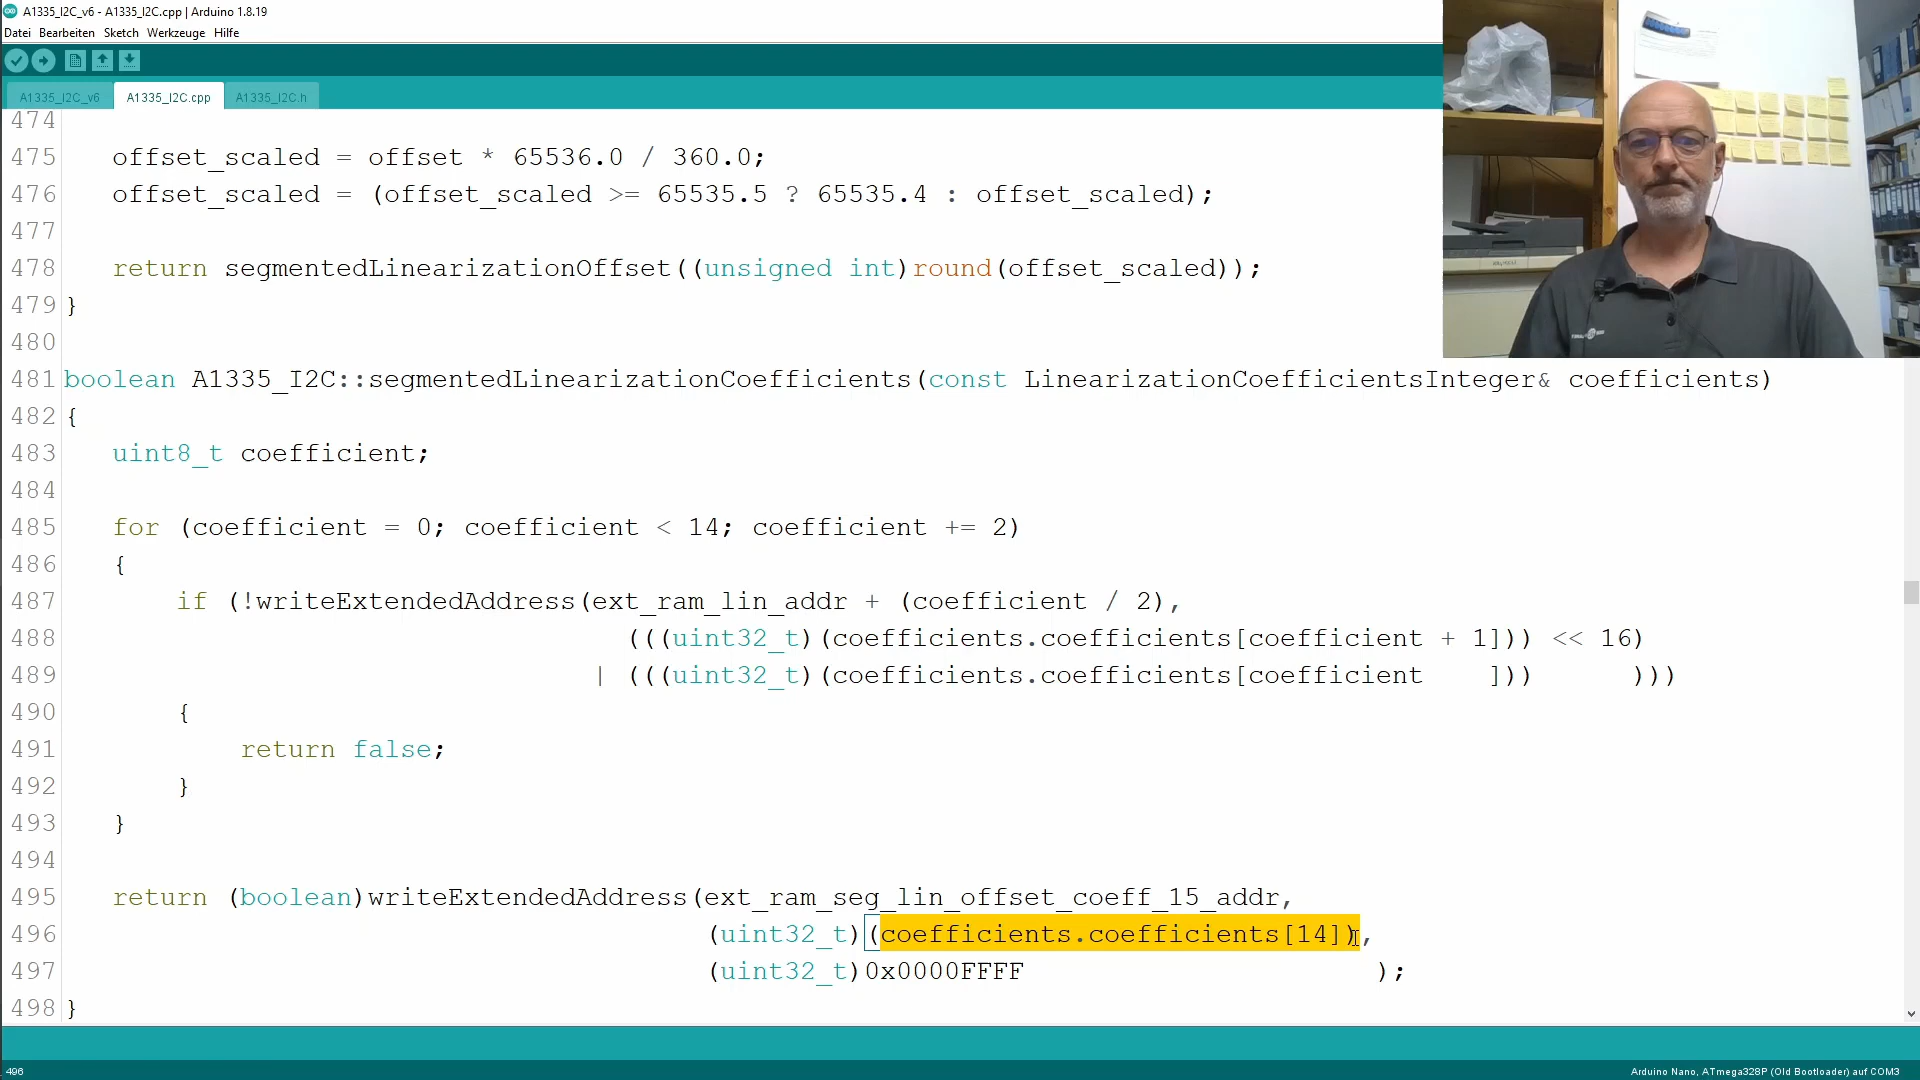 A1335_I2C_v6 - A1335_I2C.cpp | Arduino 1.8.19
Datei Bearbeiten Sketch Werkzeuge Hilfe
A1335_I2C_v6 A1335_I2C.cpp A1335_I2C.h
474
475 offset_scaled = offset * 65536.0 / 360.0;
476 offset_scaled = (offset_scaled >= 65535.5 ? 65535.4 : offset_scaled);
477
478 return segmentedLinearizationOffset((unsigned int)round(offset_scaled));
479 }
480
481 boolean A1335_I2C::segmentedLinearizationCoefficients(const LinearizationCoefficientsInteger& coefficients)
482 {
483 uint8_t coefficient;
484
485 for (coefficient = 0; coefficient < 14; coefficient += 2)
486 {
487 if (!writeExtendedAddress(ext_ram_lin_addr + (coefficient / 2),
488 (((uint32_t)(coefficients.coefficients[coefficient + 1])) << 16)
489 | (((uint32_t)(coefficients.coefficients[coefficient ])) )))
490 {
491 return false;
492 }
493 }
494
495 return (boolean)writeExtendedAddress(ext_ram_seg_lin_offset_coeff_15_addr,
496 (uint32_t)(coefficients.coefficients[14]),
497 (uint32_t)0x0000FFFF );
498 }
496 Arduino Nano, ATmega328P (Old Bootloader) auf COM3